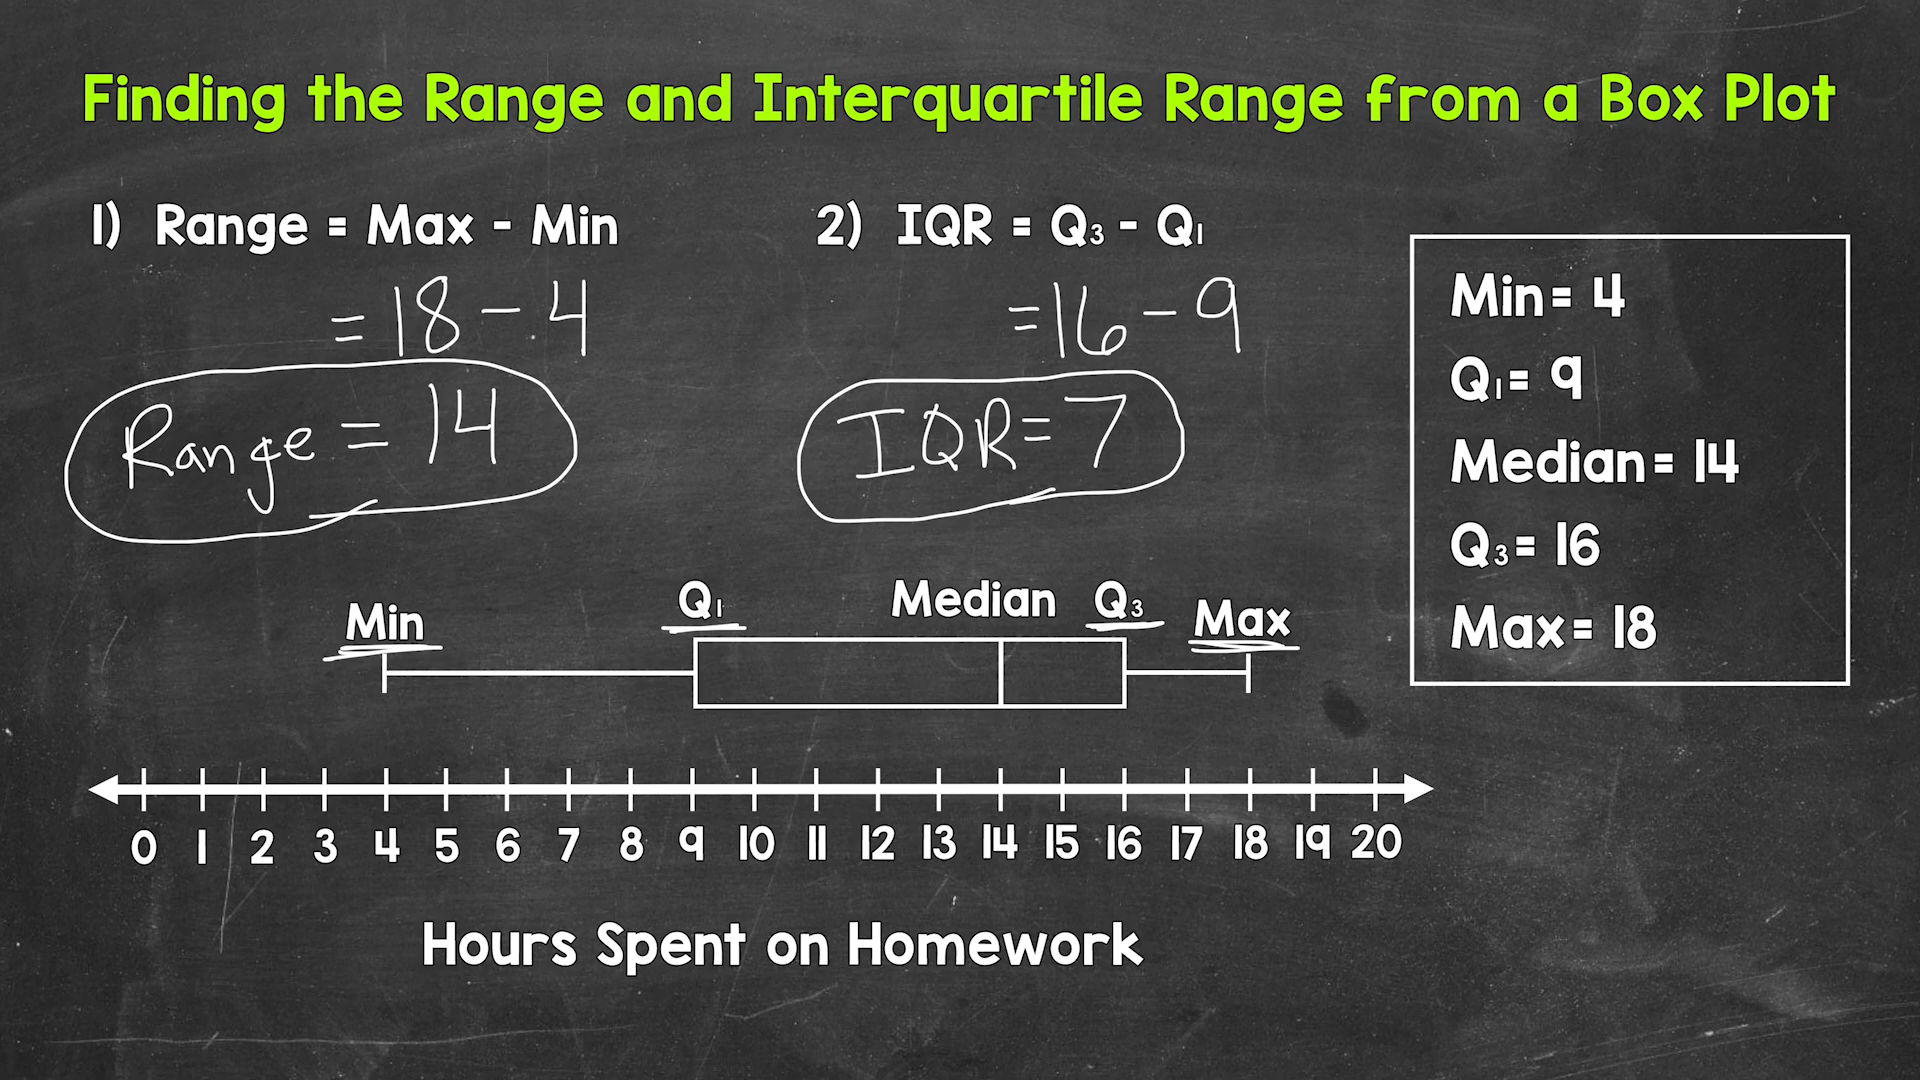 Finding the Range and Interquartile Range from a Box Plot
1) Range = Max - Min
= 18 - 4
Range = 14
2) IQR = Q₃ - Q₁
= 16 - 9
IQR = 7
Min= 4
Q₁= 9
Median= 14
Q₃= 16
Max= 18
Min Q₁ Median Q₃ Max
0 1 2 3 4 5 6 7 8 9 10 11 12 13 14 15 16 17 18 19 20
Hours Spent on Homework